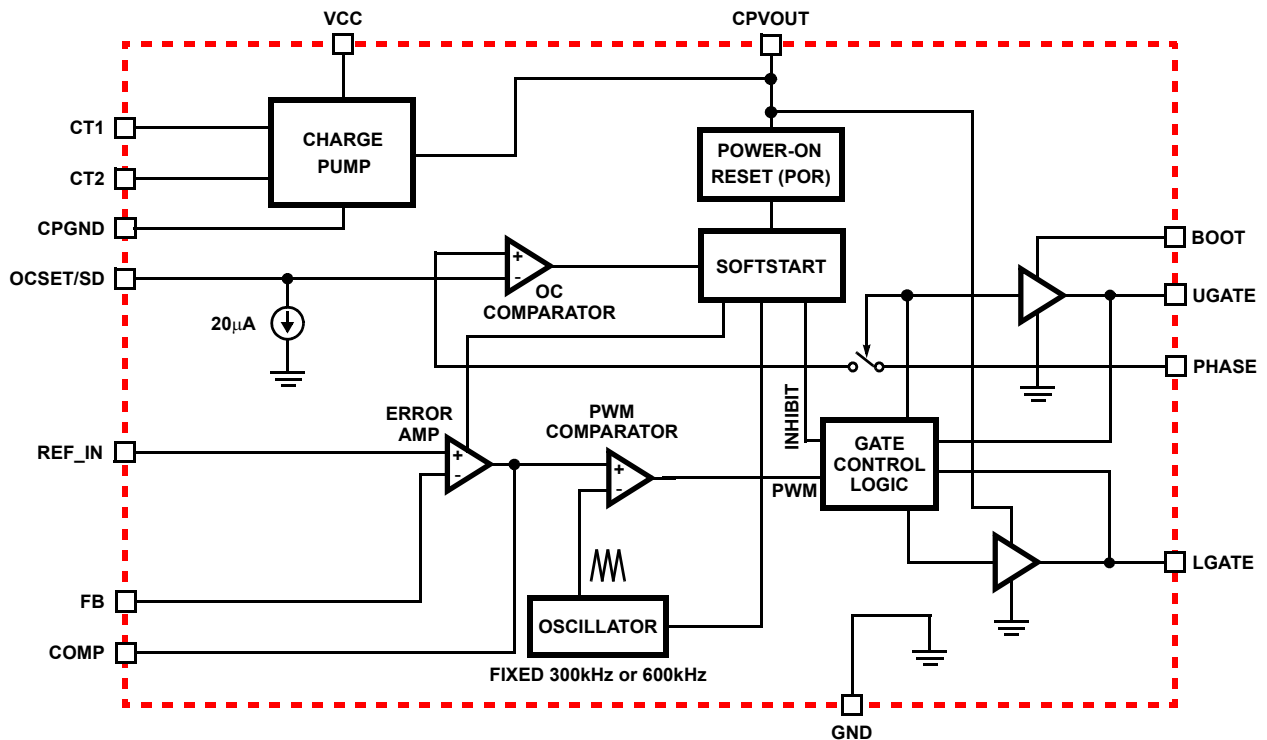 VCC
CPVOUT
CT1
CHARGE
PUMP
POWER-ON
RESET (POR)
CT2
CPGND
BOOT
OCSET/SD
+
-
OC
COMPARATOR
SOFTSTART
UGATE
20µA
PHASE
ERROR
AMP
PWM
COMPARATOR
INHIBIT
REF_IN
+
-
+
-
GATE
CONTROL
LOGIC
PWM
LGATE
FB
OSCILLATOR
COMP
FIXED 300kHz or 600kHz
GND